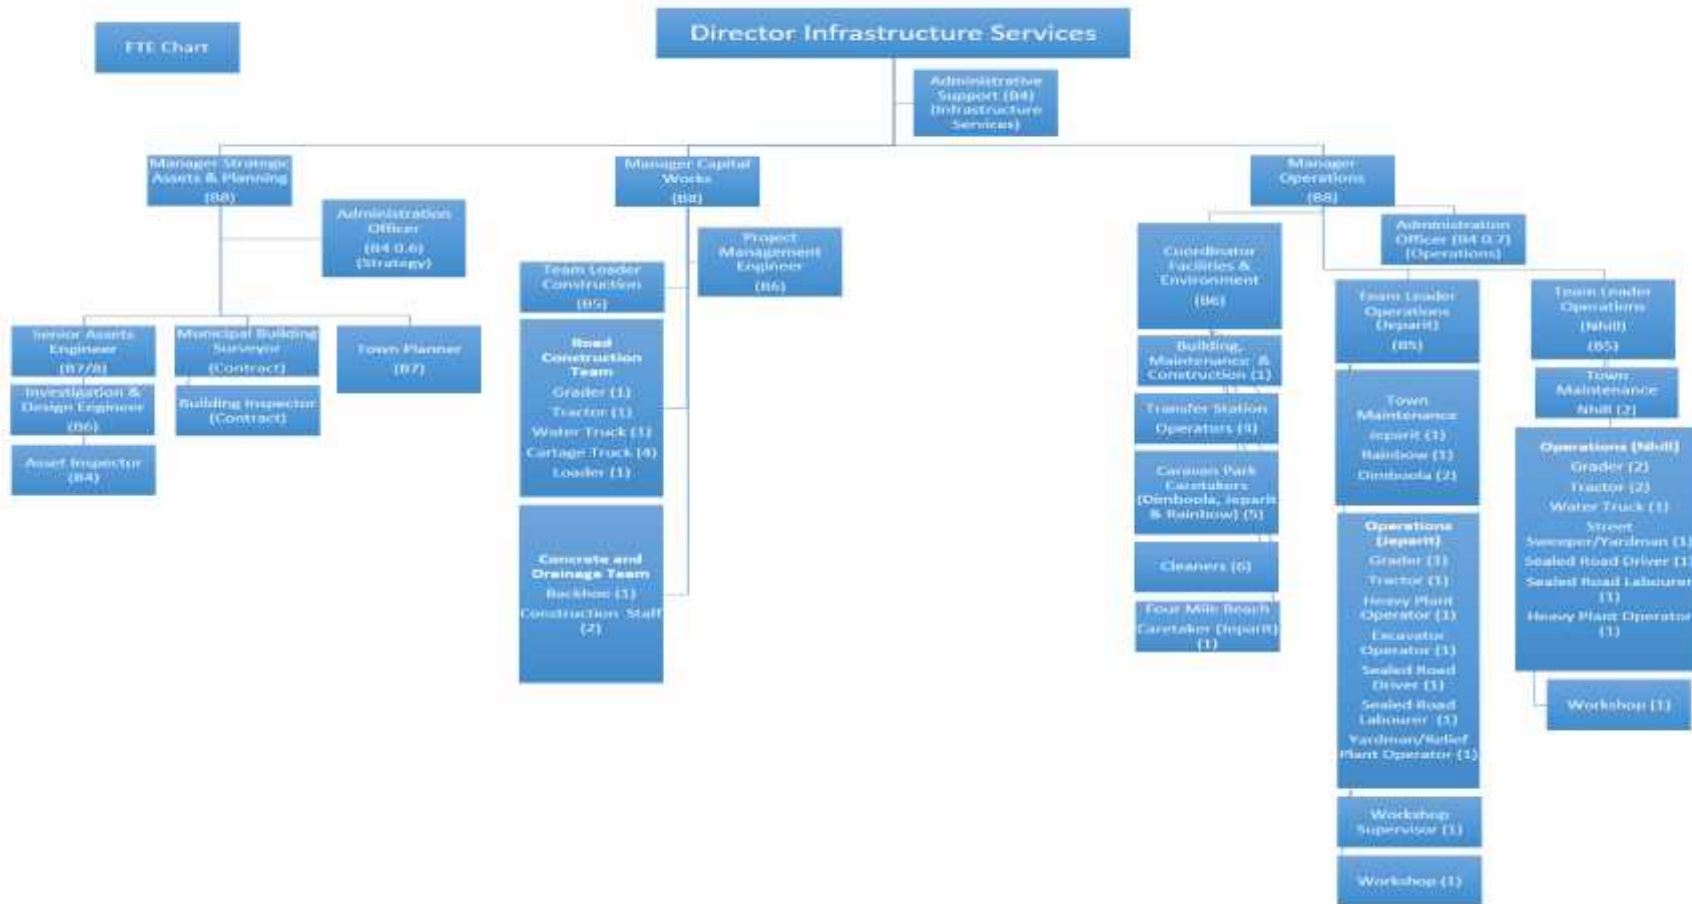 FTE Chart
Director Infrastructure Services
Administrative
Support (B4)
(Infrastructure
Services)
Manager Strategic
Assets & Planning
(B8)
Administration
Officer
(B4 0.6)
(Strategy)
Senior Assets
Engineer
(B7/8)
Investigation &
Design Engineer
(B6)
Asset Inspector
(B4)
Municipal Building
Surveyor
(Contract)
Building Inspector
(Contract)
Town Planner
(B7)
Manager Capital
Works
(B8)
Project
Management
Engineer
(B6)
Team Leader
Construction
(B5)
Road
Construction
Team
Grader (1)
Tractor (1)
Water Truck (1)
Cartage Truck (4)
Loader (1)
Concrete and
Drainage Team
Backhoe (1)
Construction Staff
(2)
Manager
Operations
(B8)
Administration
Officer (B4 0.7)
(Operations)
Coordinator
Facilities &
Environment
(B6)
Building,
Maintenance &
Construction (1)
Transfer Station
Operators (4)
Caravan Park
Caretakers
(Dimboola, Jeparit
& Rainbow) (5)
Cleaners (6)
Four Mile Beach
Caretaker (Jeparit)
(1)
Team Leader
Operations
(Jeparit)
(B5)
Town
Maintenance
Jeparit (1)
Rainbow (1)
Dimboola (2)
Operations
(Jeparit)
Grader (3)
Tractor (1)
Heavy Plant
Operator (1)
Excavator
Operator (1)
Sealed Road
Driver (1)
Sealed Road
Labourer (1)
Yardman/Relief
Plant Operator (1)
Workshop
Supervisor (1)
Workshop (1)
Team Leader
Operations
(Nhill)
(B5)
Town
Maintenance
Nhill (2)
Operations (Nhill)
Grader (2)
Tractor (2)
Water Truck (1)
Street
Sweeper/Yardman (1)
Sealed Road Driver (1)
Sealed Road Labourer
(1)
Heavy Plant Operator
(1)
Workshop (1)